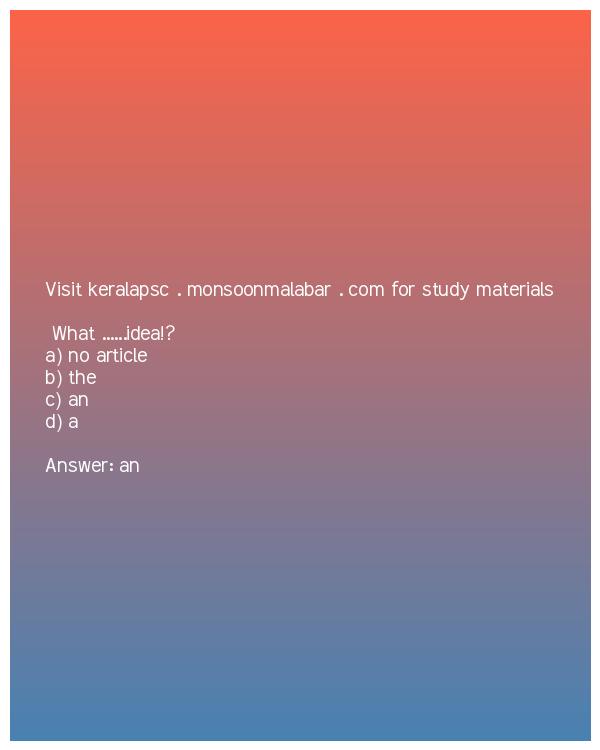 Visit keralapsc . monsoonmalabar . com for study materials
What ......idea!?
a) no article
b) the
c) an
d) a
Answer: an